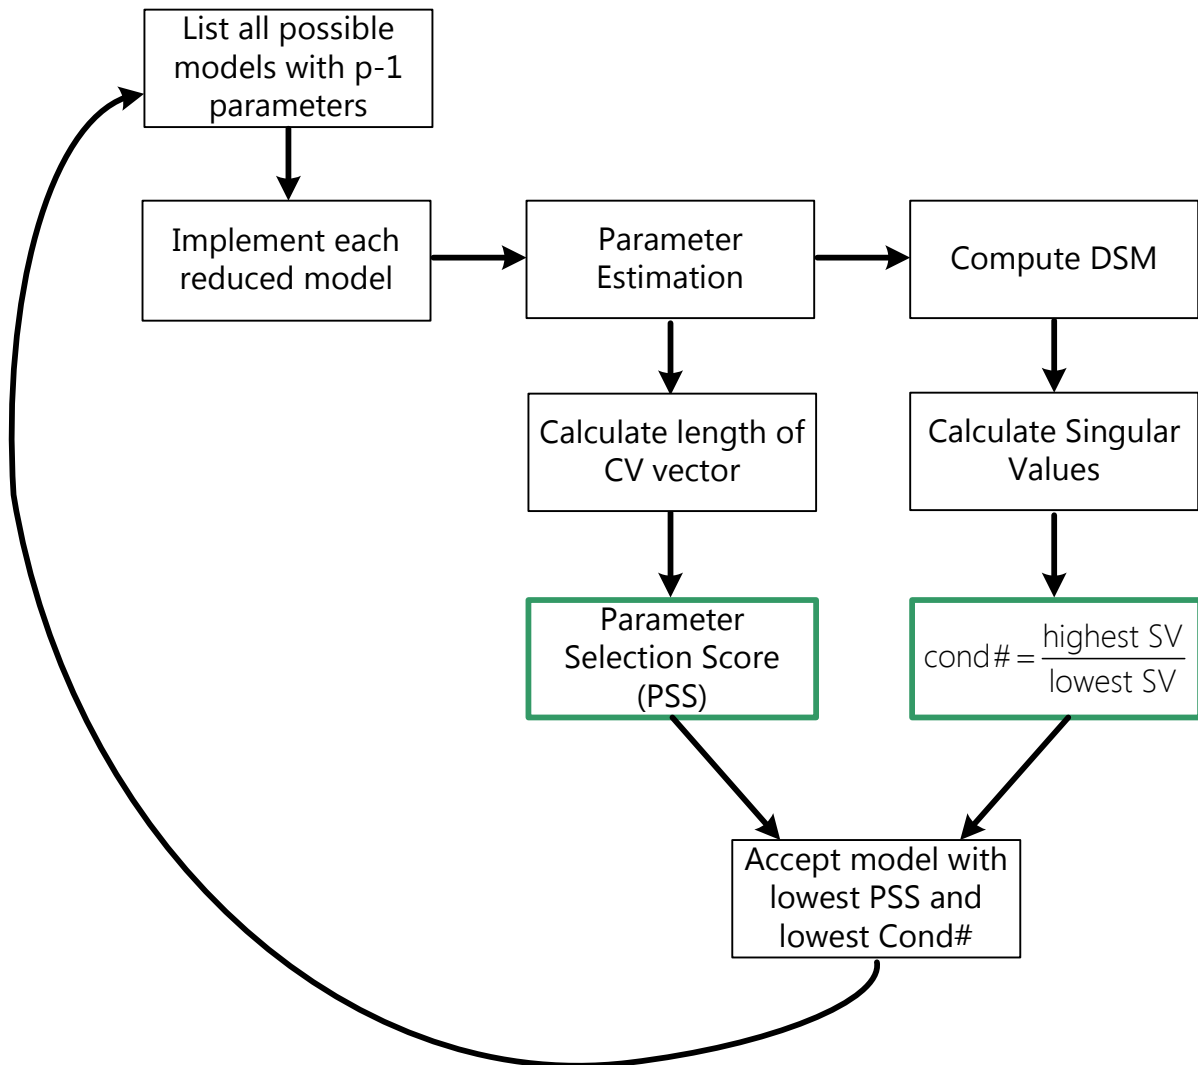 List all possible
models with p-1
parameters
Implement each
reduced model
Parameter
Estimation
Compute DSM
Calculate length of
CV vector
Calculate Singular
Values
Parameter
Selection Score
(PSS)
cond# = highest SV
lowest SV
Accept model with
lowest PSS and
lowest Cond#